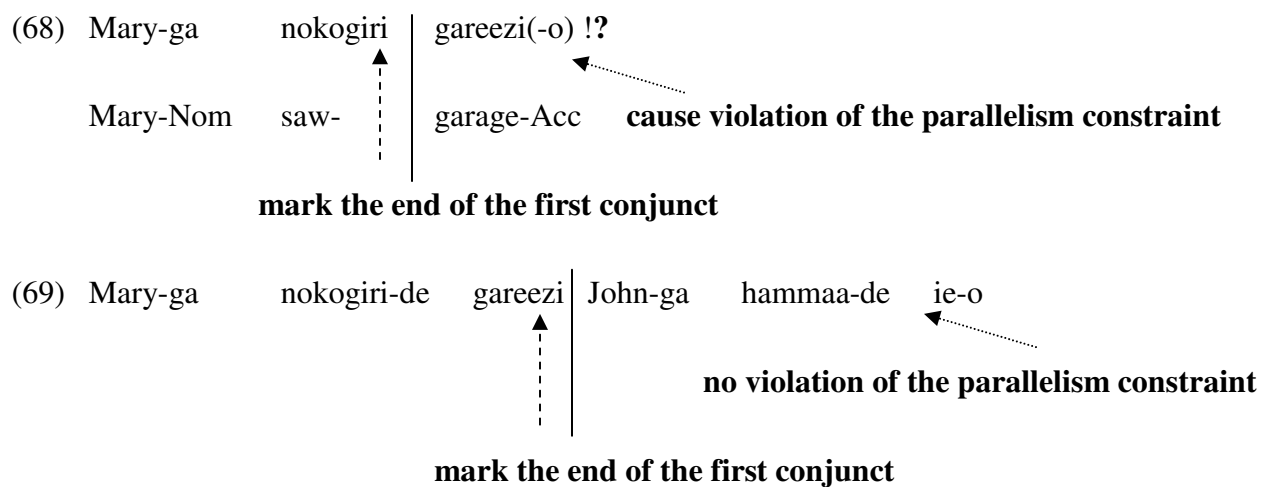 (68) Mary-ga nokogiri gareezi(-o) !?
Mary-Nom saw- garage-Acc cause violation of the parallelism constraint
mark the end of the first conjunct
(69) Mary-ga nokogiri-de gareezi John-ga hammaa-de ie-o
no violation of the parallelism constraint
mark the end of the first conjunct